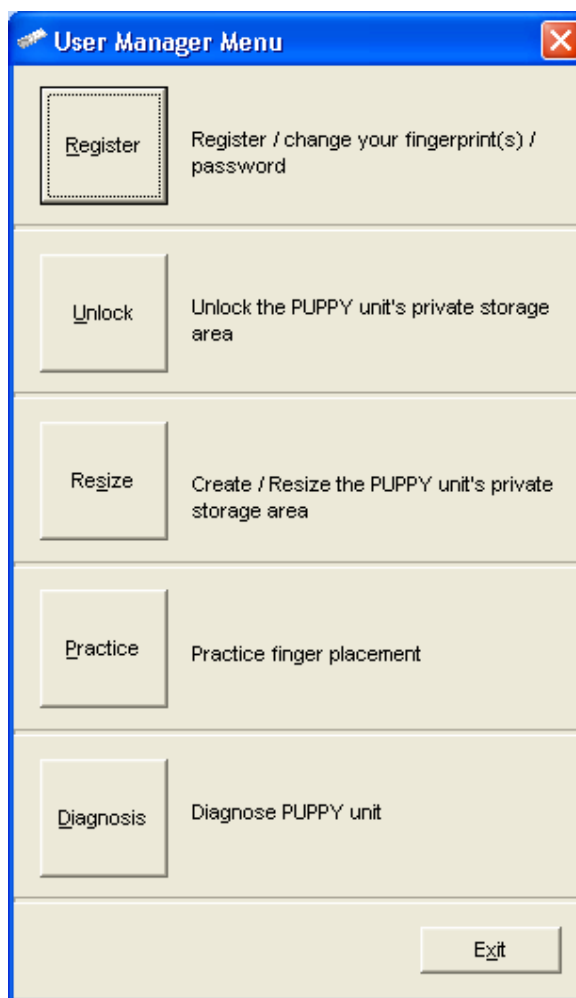 User Manager Menu
Register
Register / change your fingerprint(s) /
password
Unlock
Unlock the PUPPY unit's private storage
area
Resize
Create / Resize the PUPPY unit's private
storage area
Practice
Practice finger placement
Diagnosis
Diagnose PUPPY unit
Exit